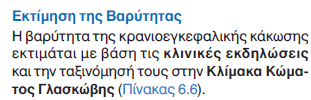 Εκτίμηση της Βαρύτητας
Η βαρύτητα της κρανιοεγκεφαλικής κάκωσης
εκτιμάται με βάση τις κλινικές εκδηλώσεις
και την ταξινόμησή τους στην Κλίμακα Κώμα-
τος Γλασκώβης (Πίνακας 6.6).